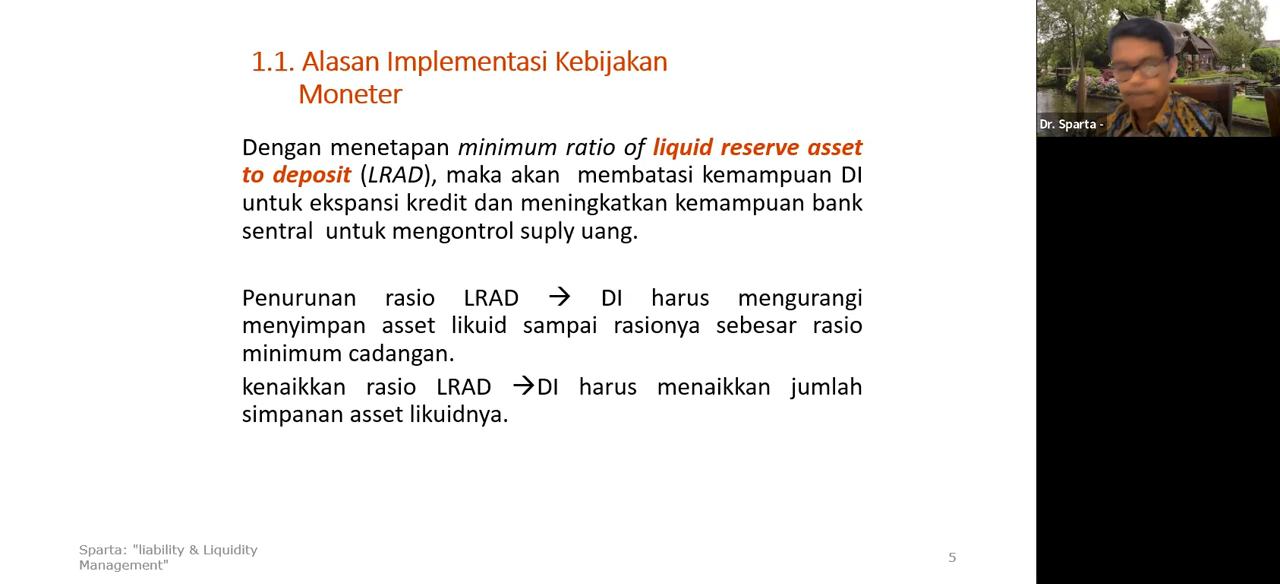 1.1. Alasan Implementasi Kebijakan
Moneter
Dengan menetapan minimum ratio of liquid reserve asset
to deposit (LRAD), maka akan membatasi kemampuan DI
untuk ekspansi kredit dan meningkatkan kemampuan bank
sentral untuk mengontrol suply uang.
Penurunan rasio LRAD → DI harus mengurangi
menyimpan asset likuid sampai rasionya sebesar rasio
minimum cadangan.
kenaikkan rasio LRAD →DI harus menaikkan jumlah
simpanan asset likuidnya.
Sparta: "liability & Liquidity
Management"
5
Dr. Sparta -